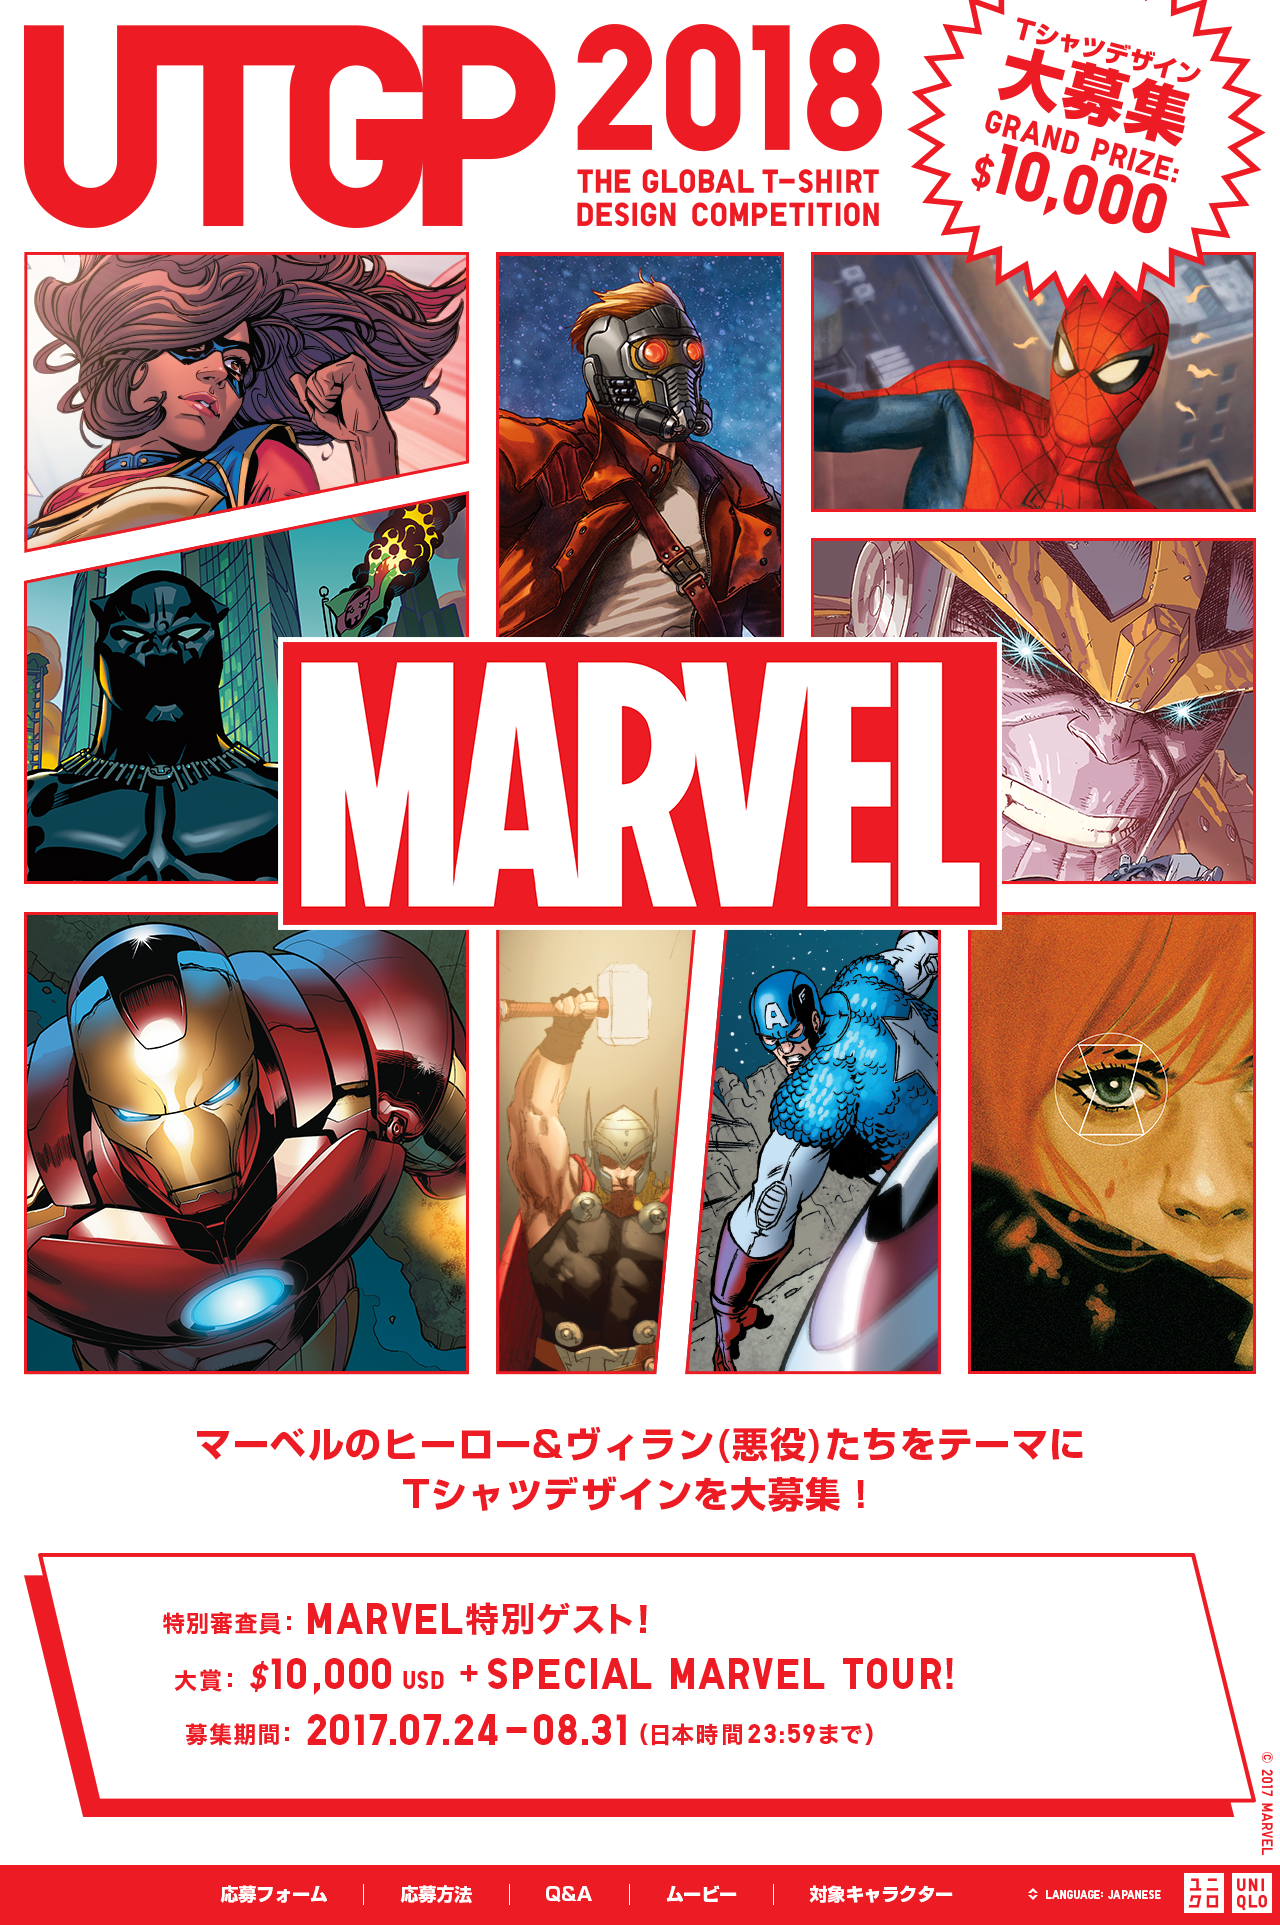 UTGP 2018
THE GLOBAL T-SHIRT
DESIGN COMPETITION
Tシャツデザイン
大募集
GRAND PRIZE:
$10,000
MARVEL
A
マーベルのヒーロー&ヴィラン(悪役)たちをテーマに
Tシャツデザインを大募集！
特別審査員： MARVEL特別ゲスト!
大賞： $10,000 USD + SPECIAL MARVEL TOUR!
募集期間： 2017.07.24 – 08.31 (日本時間23:59まで)
© 2017 MARVEL
応募フォーム
応募方法
Q&A
ムービー
対象キャラクター
LANGUAGE: JAPANESE
ユニ
クロ
UNI
QLO